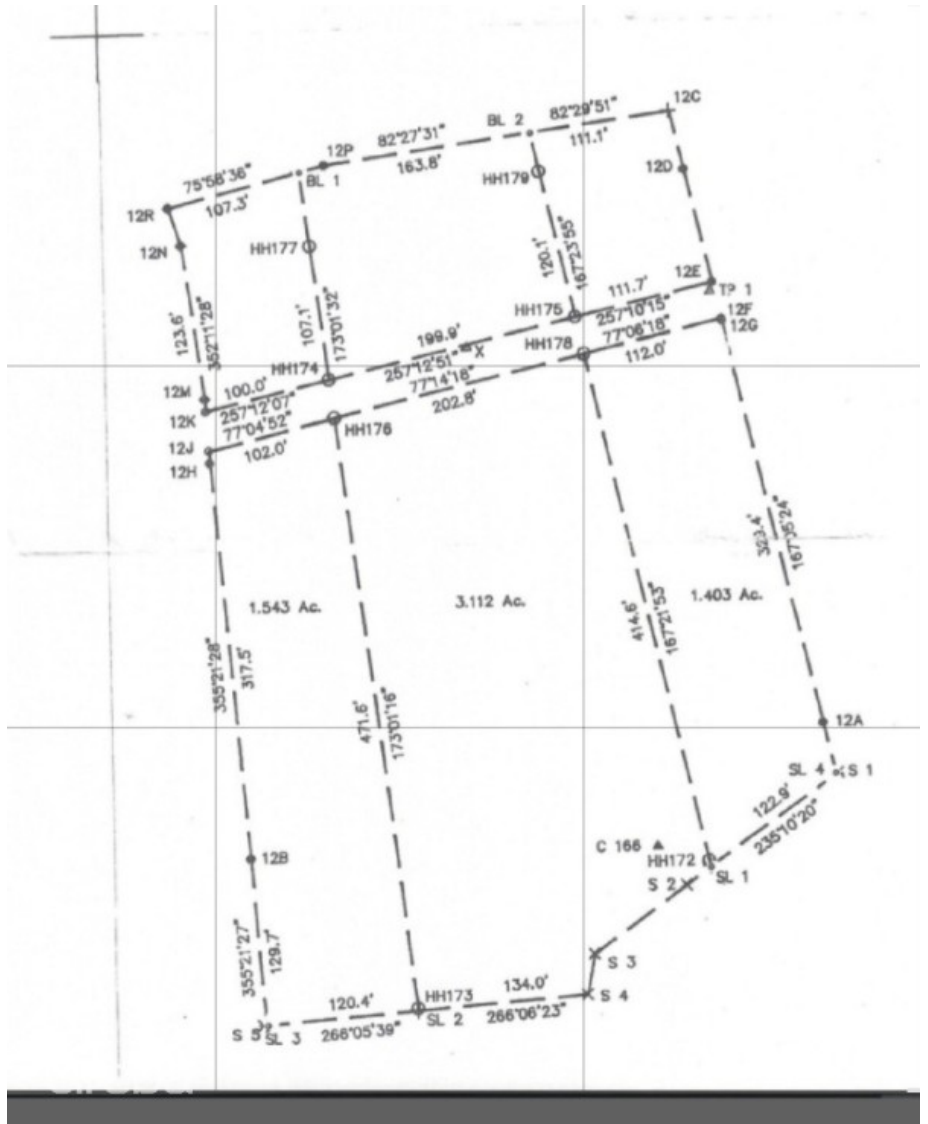 12C
82°29'51"
BL 2
111.1'
82°27'31"
12P
163.8'
75°58'36"
BL 1
HH179
12D
107.3'
12R
12N
HH177
120.1'
167°23'55"
12E
TP 1
111.7'
257°10'15"
12F
12G
HH175
107.1'
173°01'32"
123.6'
352°11'28"
199.9'
257°12'51"
X
HH178
77°06'18"
112.0'
HH174
77°14'18"
202.8'
12M
100.0'
257°12'07"
12K
77°04'52"
HH176
12J
102.0'
12H
329.4'
167°35'24"
1.543 Ac.
3.112 Ac.
1.403 Ac.
414.6'
167°21'53"
355°21'28"
317.5'
471.6'
173°01'16"
12A
SL 4
S 1
122.9'
235°10'20"
C 166
HH172
12B
S 2
SL 1
355°21'27"
129.7'
S 3
134.0'
HH173
S 4
120.4'
SL 2
266°06'23"
S 5
SL 3
266°05'39"